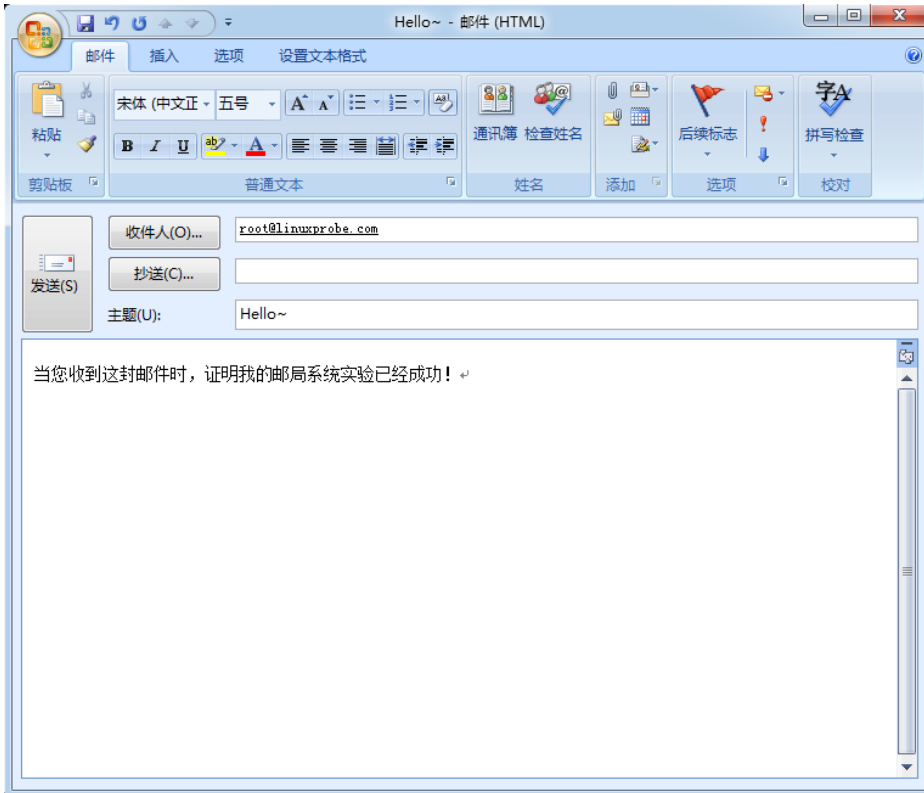 Hello~ - 邮件 (HTML)
邮件 插入 选项 设置文本格式
宋体 (中文正 五号
粘贴
通讯簿 检查姓名
后续标志
拼写检查
B I U ab A
剪贴板 普通文本 姓名 添加 选项 校对
收件人(O)... root@linuxprobe.com
抄送(C)...
发送(S)
主题(U): Hello~
当您收到这封邮件时，证明我的邮局系统实验已经成功！